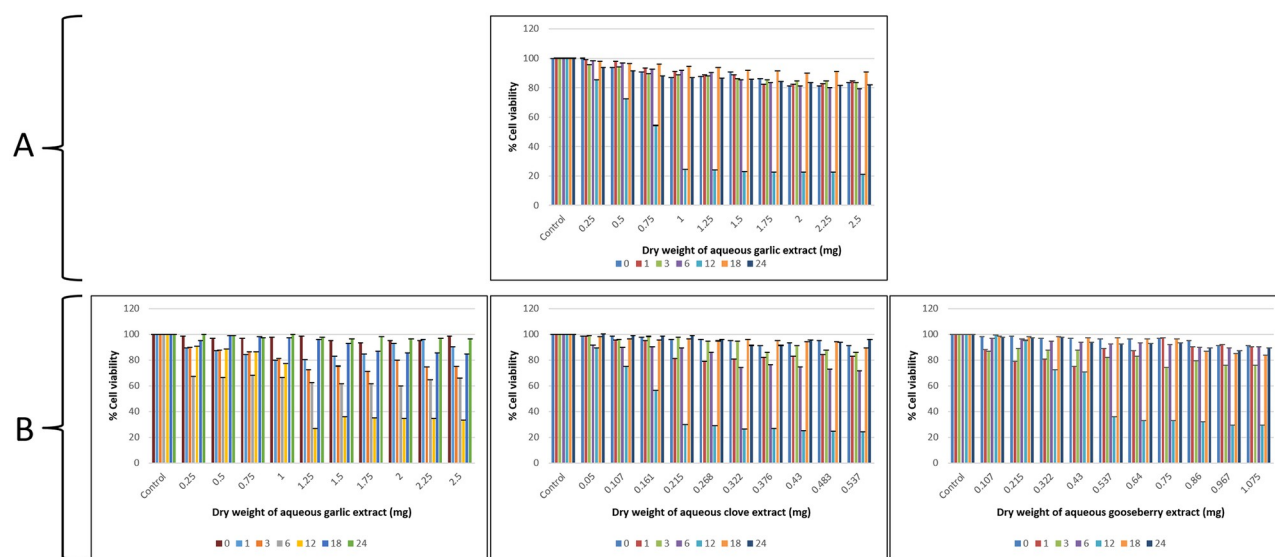 A
120
100
80
60
40
20
0
% Cell viability
Control 0.25 0.5 0.75 1 1.25 1.5 1.75 2 2.25 2.5
Dry weight of aqueous garlic extract (mg)
0 1 3 6 12 18 24
B
120
100
80
60
40
20
0
% Cell viability
Control 0.25 0.5 0.75 1 1.25 1.5 1.75 2 2.25 2.5
Dry weight of aqueous garlic extract (mg)
0 1 3 6 12 18 24
120
100
80
60
40
20
0
% Cell viability
Control 0.05 0.107 0.161 0.215 0.268 0.322 0.376 0.43 0.483 0.537
Dry weight of aqueous clove extract (mg)
0 1 3 6 12 18 24
120
100
80
60
40
20
0
% Cell viability
Control 0.107 0.215 0.322 0.43 0.537 0.64 0.75 0.86 0.967 1.075
Dry weight of aqueous gooseberry extract (mg)
0 1 3 6 12 18 24